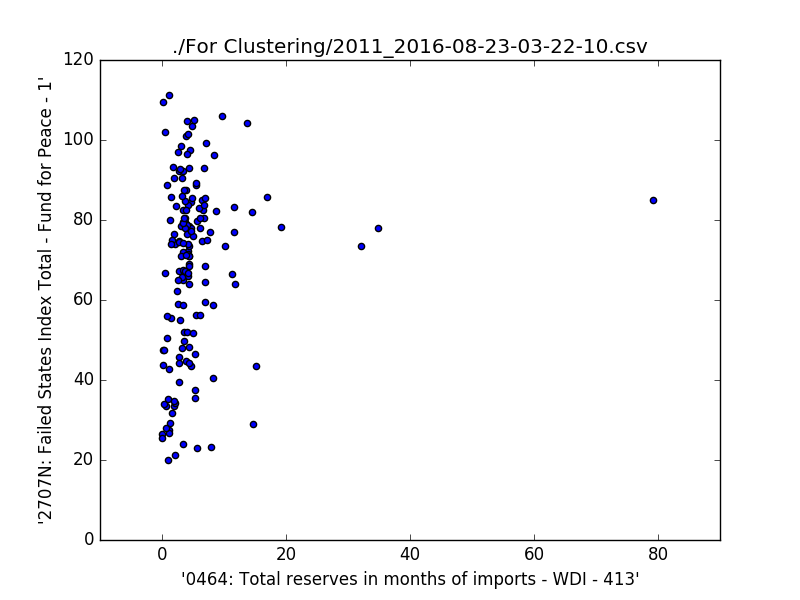 ./For Clustering/2011_2016-08-23-03-22-10.csv
120
100
80
60
40
20
0
'2707N: Failed States Index Total - Fund for Peace - 1'
0 20 40 60 80
'0464: Total reserves in months of imports - WDI - 413'